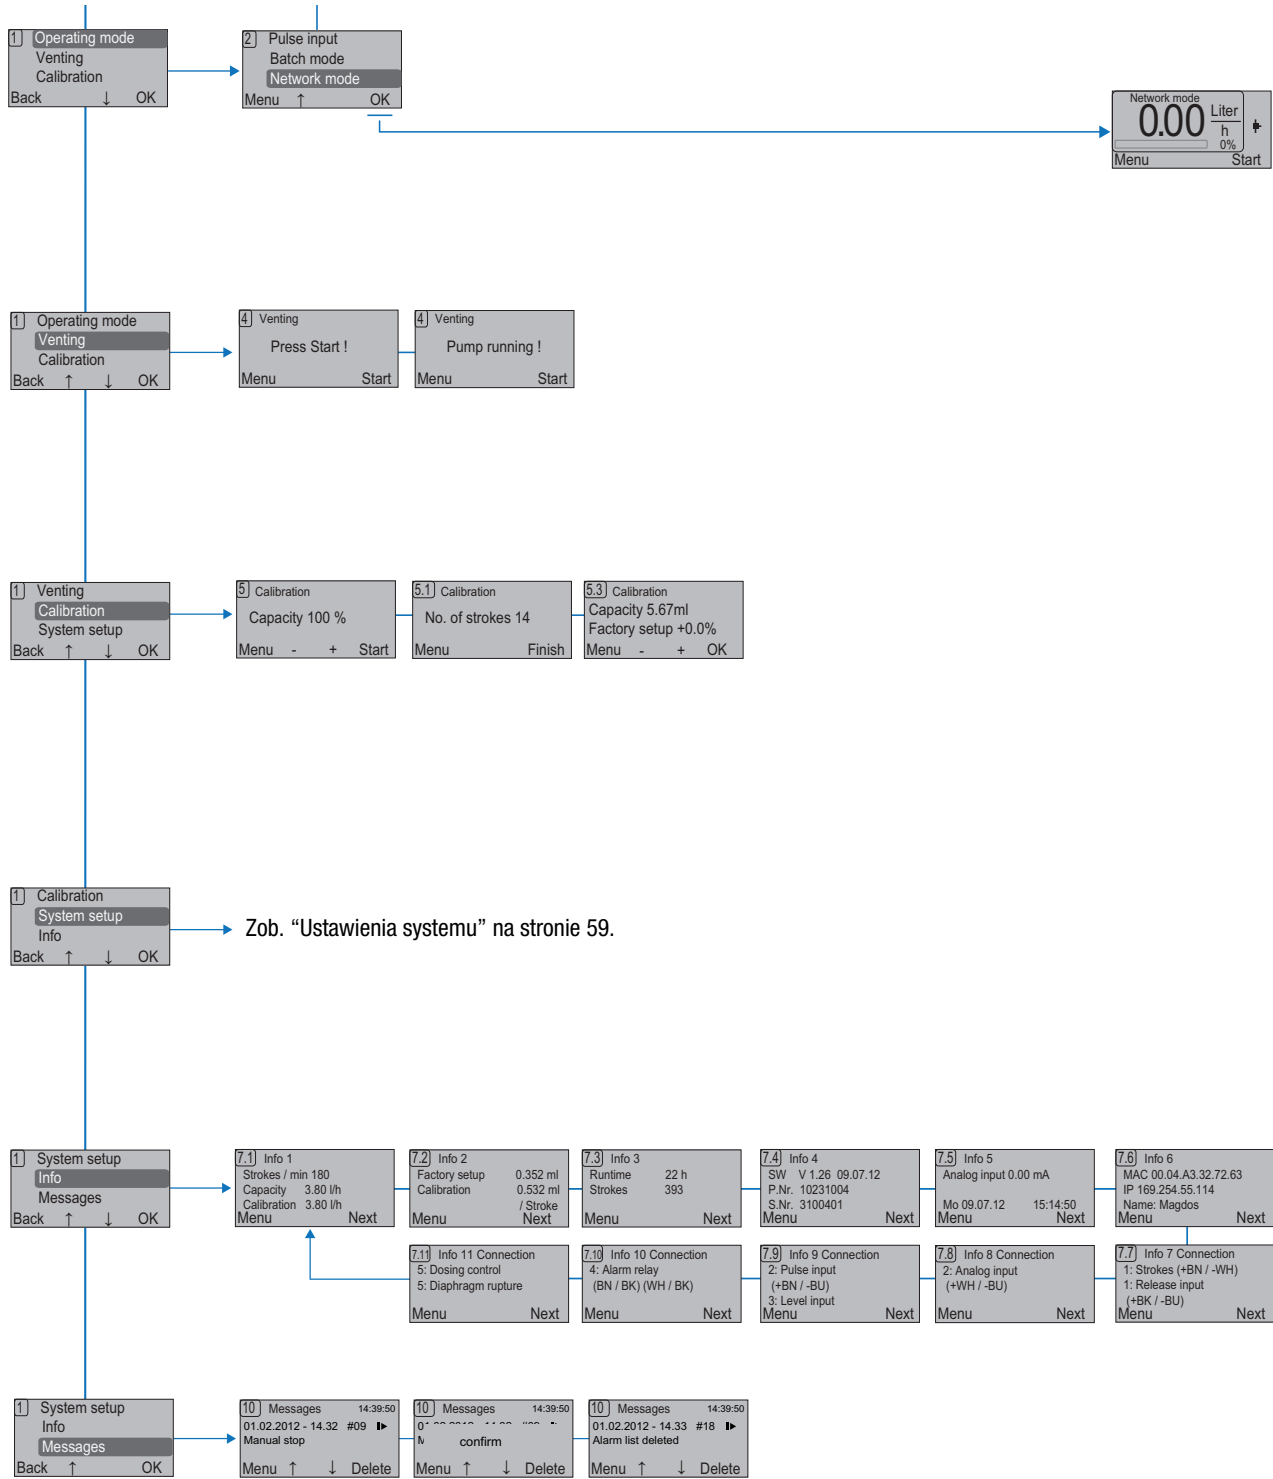 1 Operating mode
Venting
Calibration
Back ↓ OK
2 Pulse input
Batch mode
Network mode
Menu ↑ OK
Network mode
0.00 Liter
h
0%
Menu Start
1 Operating mode
Venting
Calibration
Back ↑ ↓ OK
4 Venting
Press Start !
Menu Start
4 Venting
Pump running !
Menu Start
1 Venting
Calibration
System setup
Back ↑ ↓ OK
5 Calibration
Capacity 100 %
Menu - + Start
5.1 Calibration
No. of strokes 14
Menu Finish
5.3 Calibration
Capacity 5.67ml
Factory setup +0.0%
Menu - + OK
1 Calibration
System setup
Info
Back ↑ ↓ OK
Zob. “Ustawienia systemu” na stronie 59.
1 System setup
Info
Messages
Back ↑ ↓ OK
7.1 Info 1
Strokes / min 180
Capacity 3.80 l/h
Calibration 3.80 l/h
Menu Next
7.2 Info 2
Factory setup 0.352 ml
Calibration 0.532 ml
/ Stroke
Menu Next
7.3 Info 3
Runtime 22 h
Strokes 393
Menu Next
7.4 Info 4
SW V 1.26 09.07.12
P.Nr. 10231004
S.Nr. 3100401
Menu Next
7.5 Info 5
Analog input 0.00 mA
Mo 09.07.12 15:14:50
Menu Next
7.6 Info 6
MAC 00.04.A3.32.72.63
IP 169.254.55.114
Name: Magdos
Menu Next
7.11 Info 11 Connection
5: Dosing control
5: Diaphragm rupture
Menu Next
7.10 Info 10 Connection
4: Alarm relay
(BN / BK) (WH / BK)
Menu Next
7.9 Info 9 Connection
2: Pulse input
(+BN / -BU)
3: Level input
Menu Next
7.8 Info 8 Connection
2: Analog input
(+WH / -BU)
Menu Next
7.7 Info 7 Connection
1: Strokes (+BN / -WH)
1: Release input
(+BK / -BU)
Menu Next
1 System setup
Info
Messages
Back ↑ OK
10 Messages 14:39:50
01.02.2012 - 14.32 #09
Manual stop
Menu ↑ ↓ Delete
10 Messages 14:39:50
confirm
Menu ↑ ↓ Delete
10 Messages 14:39:50
01.02.2012 - 14.33 #18
Alarm list deleted
Menu ↑ ↓ Delete